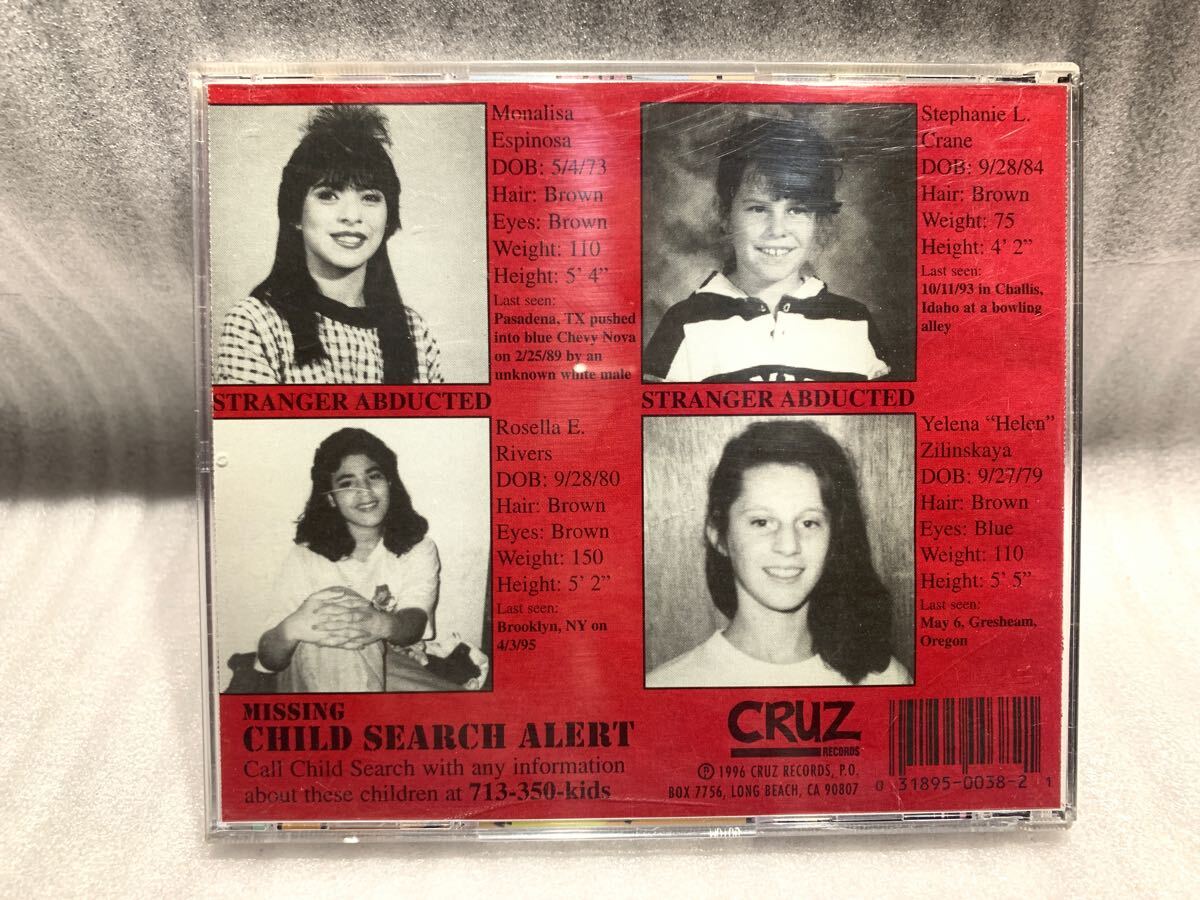 Monalisa
Espinosa
DOB: 5/4/73
Hair: Brown
Eyes: Brown
Weight: 110
Height: 5' 4"
Last seen:
Pasadena, TX pushed
into blue Chevy Nova
on 2/25/89 by an
unknown white male
STRANGER ABDUCTED
Stephanie L.
Crane
DOB: 9/28/84
Hair: Brown
Weight: 75
Height: 4' 2"
Last seen:
10/11/93 in Challis,
Idaho at a bowling
alley
STRANGER ABDUCTED
Rosella E.
Rivers
DOB: 9/28/80
Hair: Brown
Eyes: Brown
Weight: 150
Height: 5' 2"
Last seen:
Brooklyn, NY on
4/3/95
Yelena "Helen"
Zilinskaya
DOB: 9/27/79
Hair: Brown
Eyes: Blue
Weight: 110
Height: 5' 5"
Last seen:
May 6, Gresheam,
Oregon
MISSING
CHILD SEARCH ALERT
Call Child Search with any information
about these children at 713-350-kids
CRUZ
RECORDS
℗ 1996 CRUZ RECORDS, P.O.
BOX 7756, LONG BEACH, CA 90807
0 31895-0038-2 1